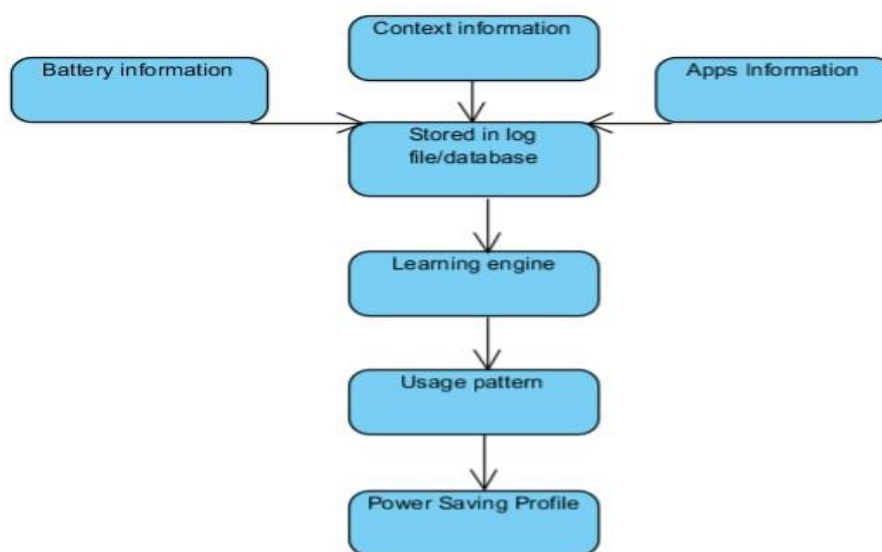 Context information
Battery information
Apps Information
Stored in log
file/database
Learning engine
Usage pattern
Power Saving Profile